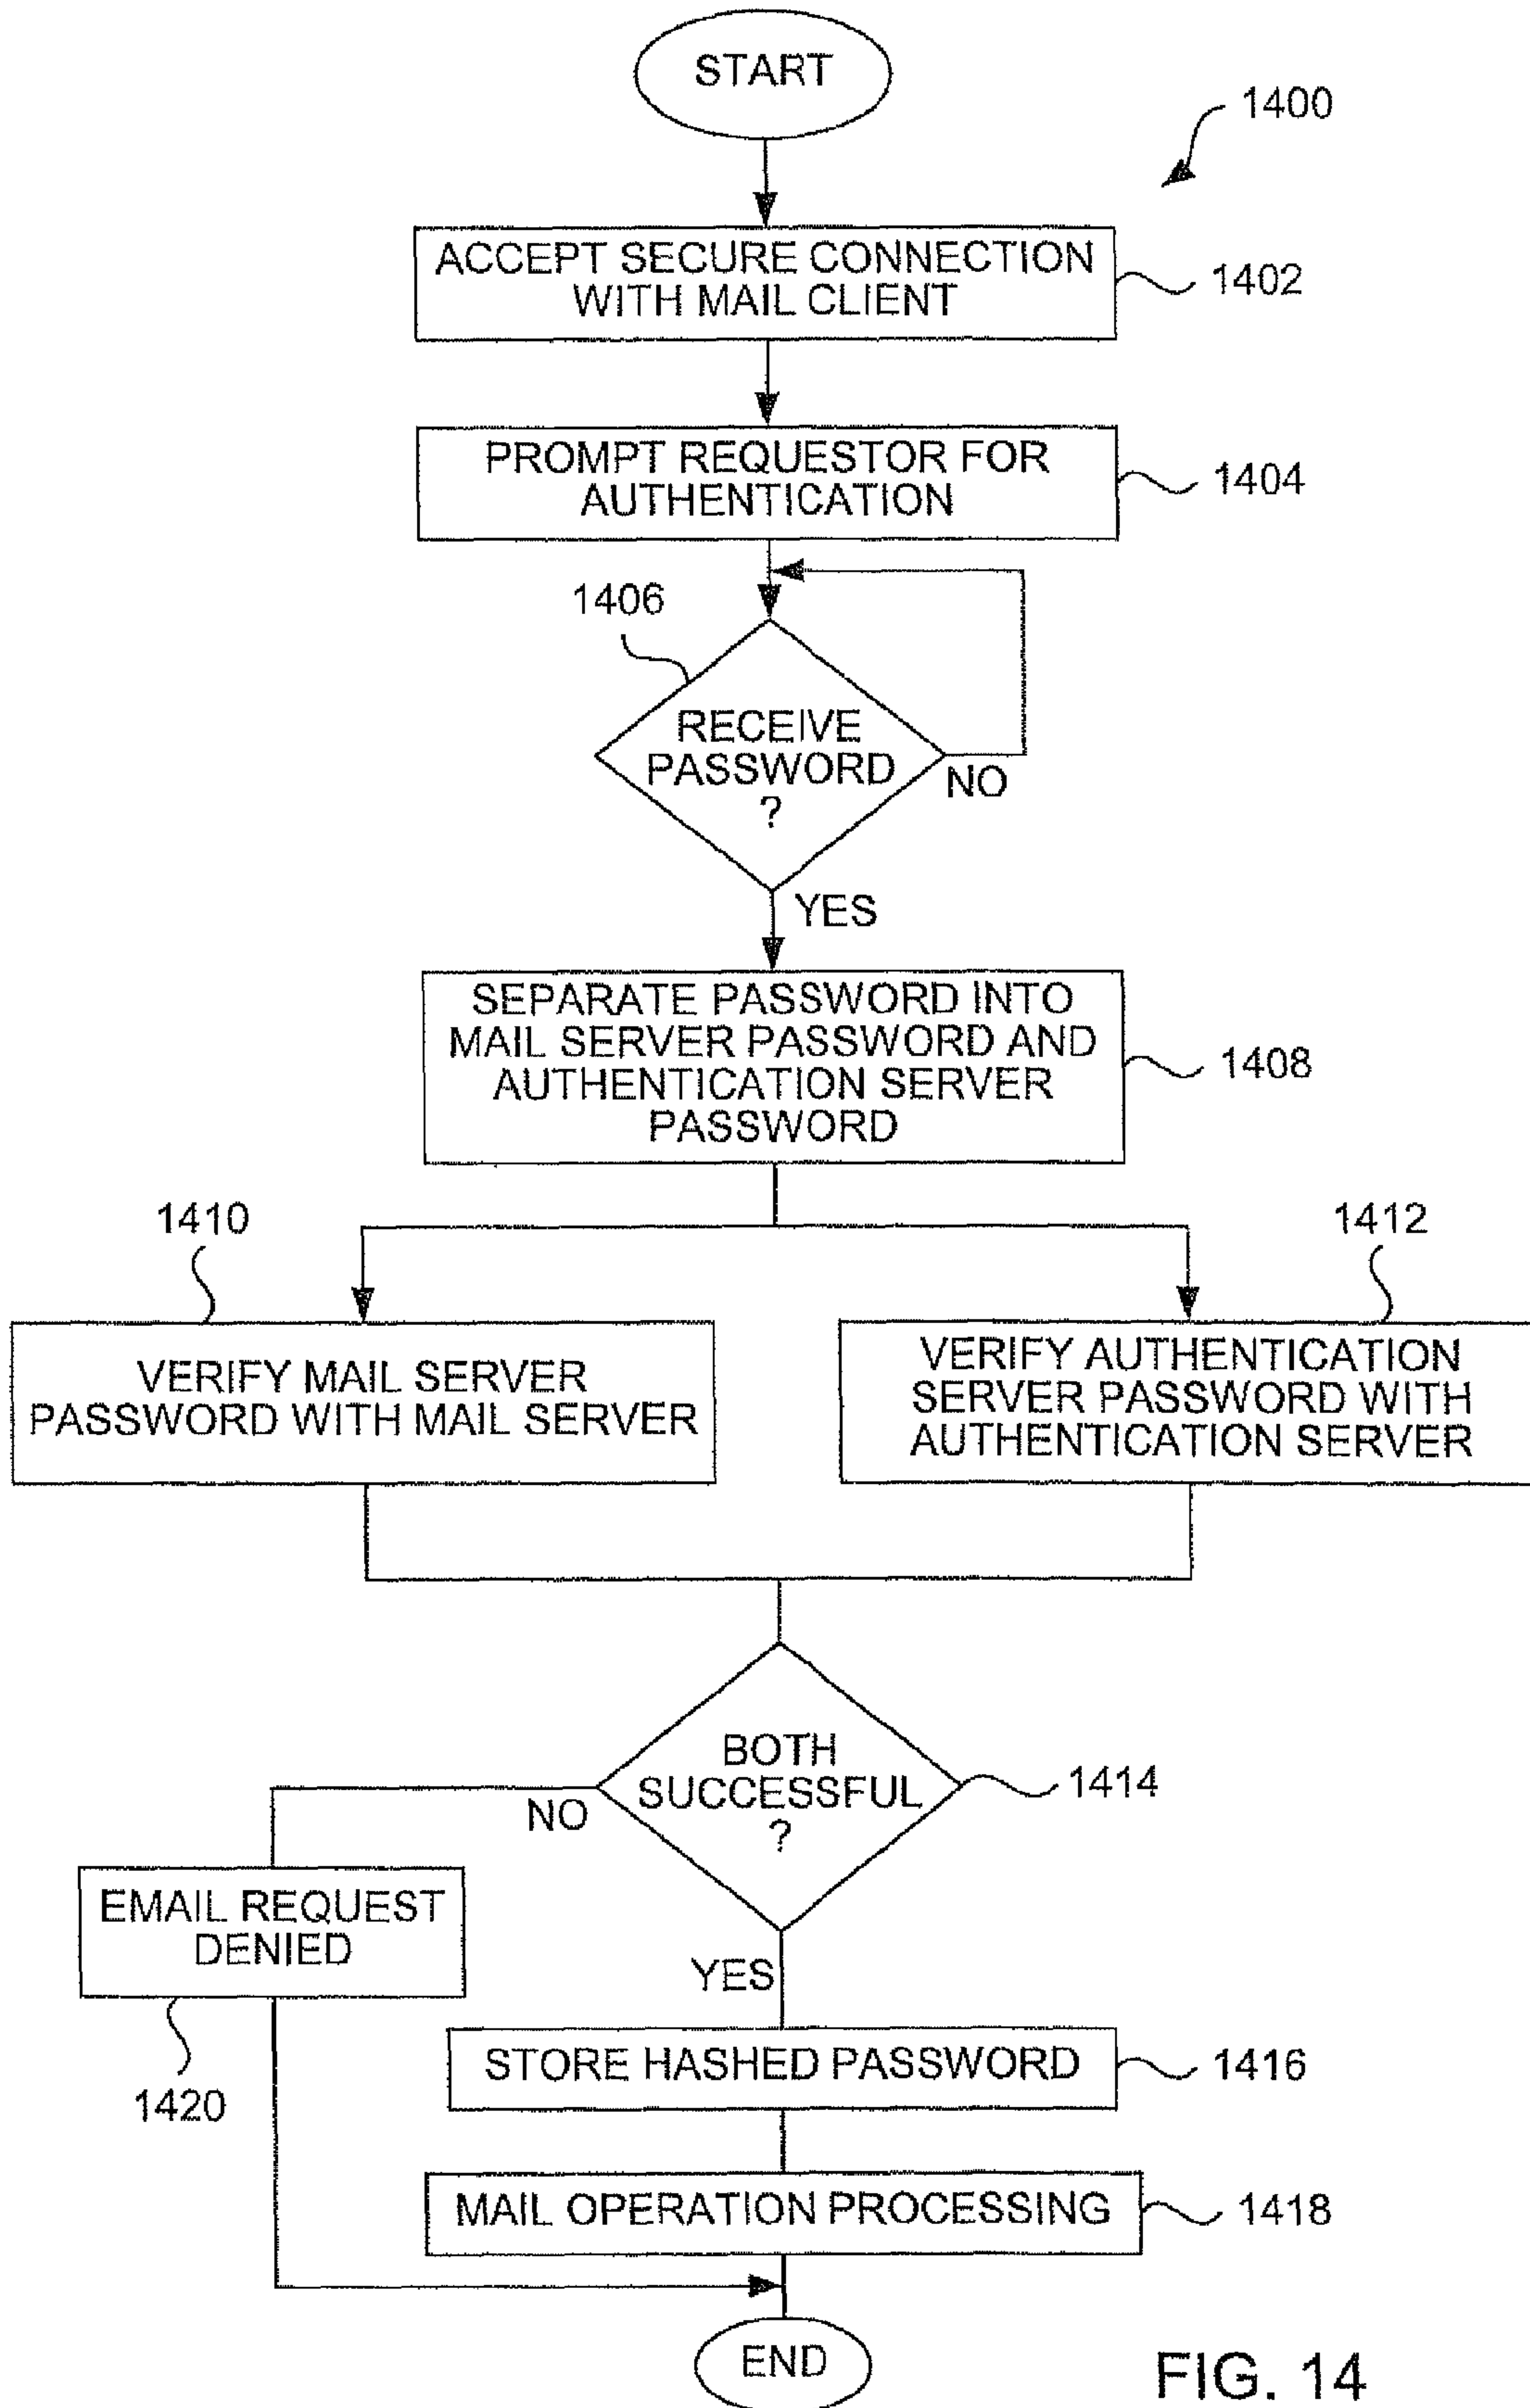 START
1400
ACCEPT SECURE CONNECTION
WITH MAIL CLIENT
1402
PROMPT REQUESTOR FOR
AUTHENTICATION
1404
1406
RECEIVE
PASSWORD
?
NO
YES
SEPARATE PASSWORD INTO
MAIL SERVER PASSWORD AND
AUTHENTICATION SERVER
PASSWORD
1408
1410
VERIFY MAIL SERVER
PASSWORD WITH MAIL SERVER
1412
VERIFY AUTHENTICATION
SERVER PASSWORD WITH
AUTHENTICATION SERVER
BOTH
SUCCESSFUL
?
1414
NO
EMAIL REQUEST
DENIED
1420
YES
STORE HASHED PASSWORD
1416
MAIL OPERATION PROCESSING
1418
END
FIG. 14